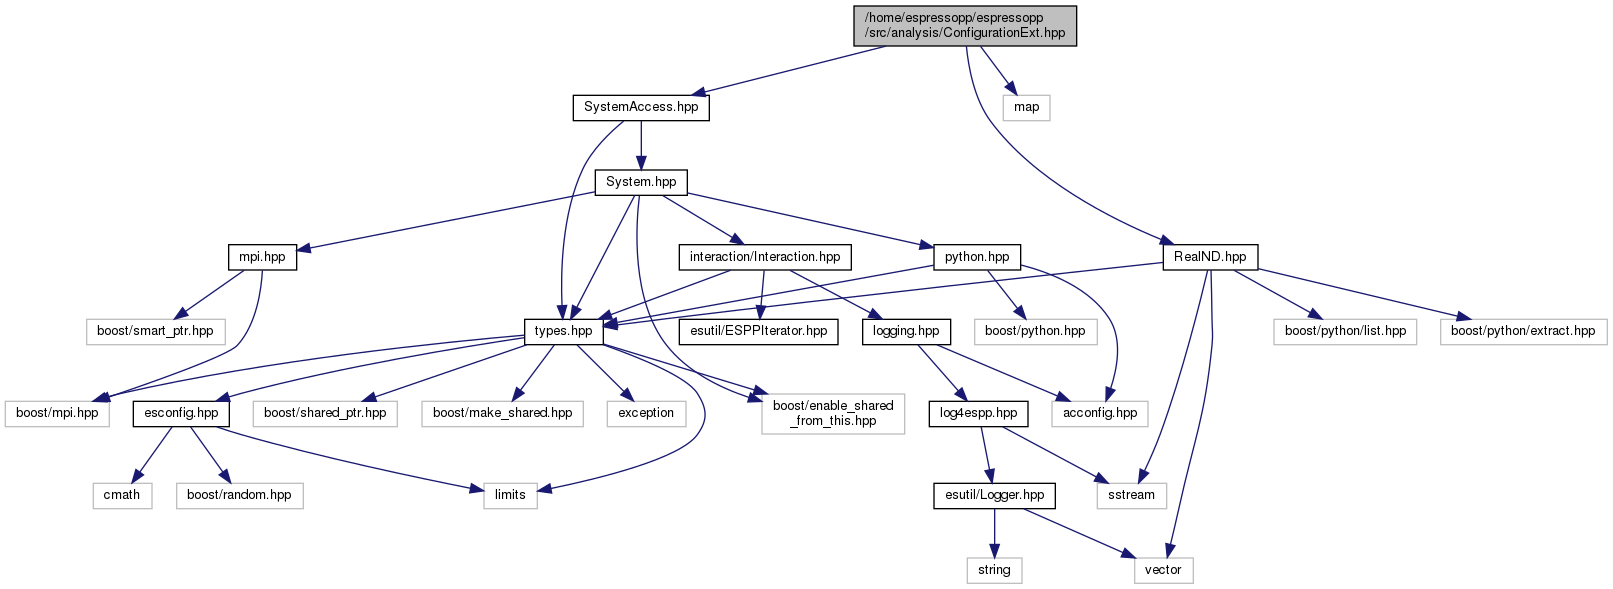 /home/espressopp/espressopp
/src/analysis/ConfigurationExt.hpp
SystemAccess.hpp
map
System.hpp
mpi.hpp
interaction/Interaction.hpp
python.hpp
RealND.hpp
boost/smart_ptr.hpp
types.hpp
esutil/ESPPIterator.hpp
logging.hpp
boost/python.hpp
boost/python/list.hpp
boost/python/extract.hpp
boost/mpi.hpp
esconfig.hpp
boost/shared_ptr.hpp
boost/make_shared.hpp
exception
boost/enable_shared
_from_this.hpp
log4espp.hpp
acconfig.hpp
cmath
boost/random.hpp
limits
esutil/Logger.hpp
sstream
string
vector